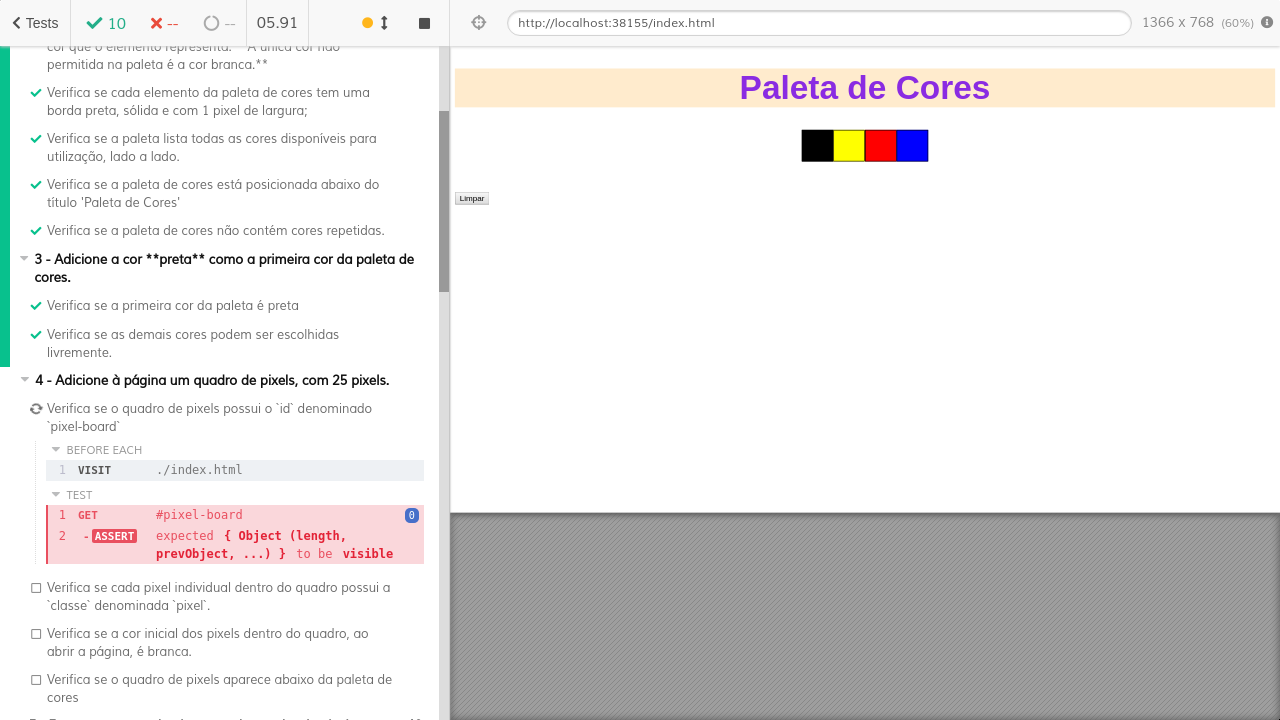 Tests
10
--
--
05.91
http://localhost:38155/index.html
1366 x 768 (60%)
cor que o elemento representa. **A única cor não
permitida na paleta é a cor branca.**
Verifica se cada elemento da paleta de cores tem uma
borda preta, sólida e com 1 pixel de largura;
Verifica se a paleta lista todas as cores disponíveis para
utilização, lado a lado.
Verifica se a paleta de cores está posicionada abaixo do
título 'Paleta de Cores'
Verifica se a paleta de cores não contém cores repetidas.
3 - Adicione a cor **preta** como a primeira cor da paleta de
cores.
Verifica se a primeira cor da paleta é preta
Verifica se as demais cores podem ser escolhidas
livremente.
4 - Adicione à página um quadro de pixels, com 25 pixels.
Verifica se o quadro de pixels possui o `id` denominado
`pixel-board`
BEFORE EACH
1 VISIT ./index.html
TEST
1 GET #pixel-board 0
2 - ASSERT expected { Object (length,
prevObject, ...) } to be visible
Verifica se cada pixel individual dentro do quadro possui a
`classe` denominada `pixel`.
Verifica se a cor inicial dos pixels dentro do quadro, ao
abrir a página, é branca.
Verifica se o quadro de pixels aparece abaixo da paleta de
cores
Paleta de Cores
Limpar